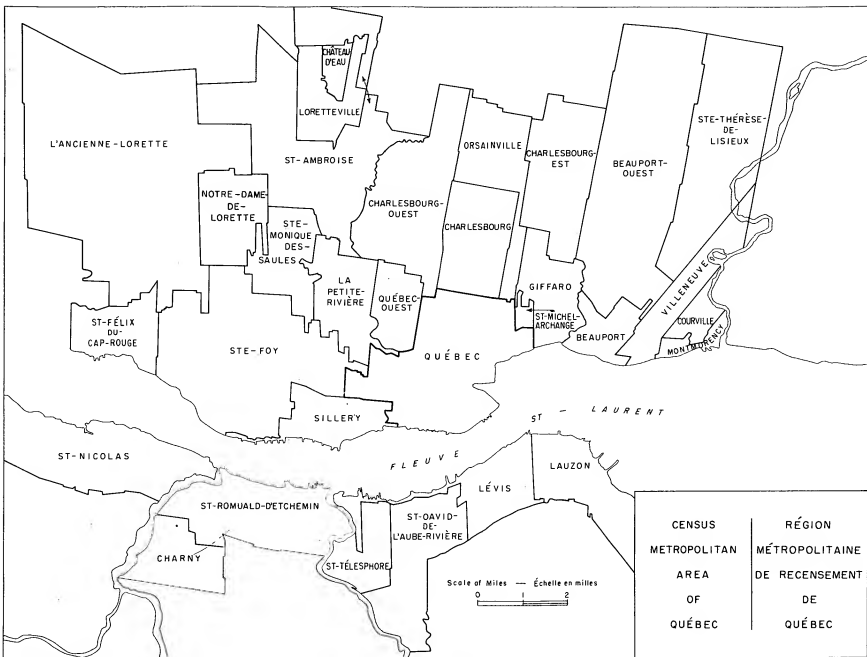 CHÂTEAU
D'EAU
LORETTEVILLE
L'ANCIENNE-LORETTE
ST-AMBROISE
ORSAINVILLE
CHARLESBOURG-
EST
BEAUPORT-
OUEST
STE-THÉRÈSE-
DE-
LISIEUX
NOTRE-DAME-
DE-
LORETTE
STE-
MONIQUE
DES-
SAULES
CHARLESBOURG-
OUEST
CHARLESBOURG
LA
PETITE-
RIVIÈRE
QUÉBEC-
OUEST
GIFFARO
ST-MICHEL-
ARCHANGE
BEAUPORT
VILLENEUVE
COURVILLE
MONTMORENCY
ST-FÉLIX
DU-
CAP-ROUGE
STE-FOY
QUÉBEC
SILLERY
FLEUVE ST-LAURENT
ST-NICOLAS
ST-ROMUALD-D'ETCHEMIN
CHARNY
ST-TÉLESPHORE
ST-OAVID-
DE-
L'AUBE-RIVIÈRE
LÉVIS
LAUZON
Scale of Miles — Échelle en milles
0 1 2
CENSUS
METROPOLITAN
AREA
OF
QUÉBEC
RÉGION
MÉTROPOLITAINE
DE RECENSEMENT
DE
QUÉBEC